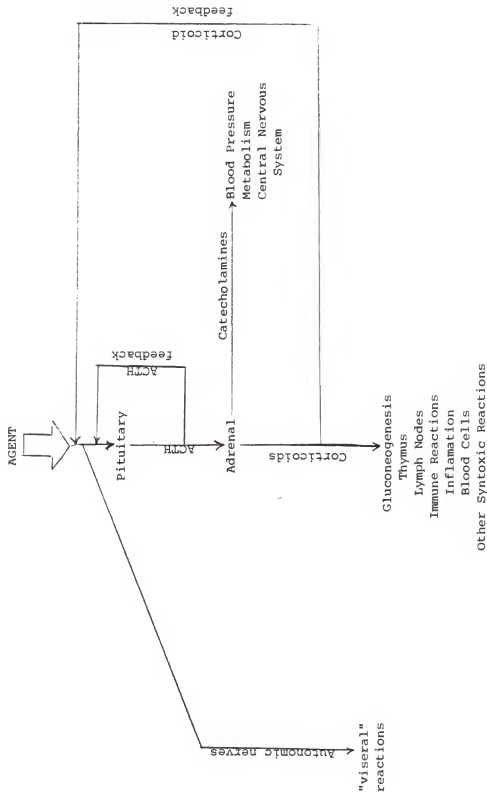 AGENT
Pituitary
ACTH
ACTH
feedback
Corticoid
feedback
Adrenal
Catecholamines
Blood Pressure
Metabolism
Central Nervous
System
Corticoids
Gluconeogenesis
Thymus
Lymph Nodes
Immune Reactions
Inflamation
Blood Cells
Other Syntoxic Reactions
Autonomic nerves
"viseral"
reactions